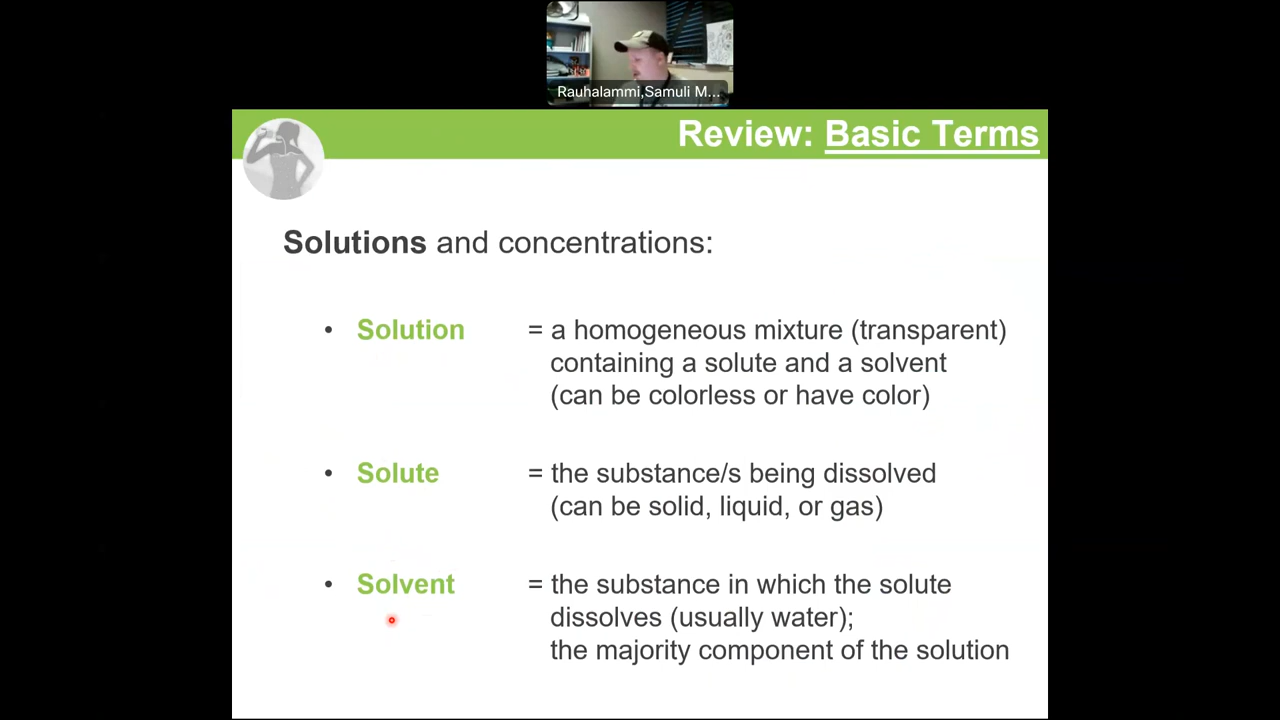 Rauhalammi,Samuli M...
Review: Basic Terms
Solutions and concentrations:
• Solution = a homogeneous mixture (transparent)
containing a solute and a solvent
(can be colorless or have color)
• Solute = the substance/s being dissolved
(can be solid, liquid, or gas)
• Solvent = the substance in which the solute
dissolves (usually water);
the majority component of the solution